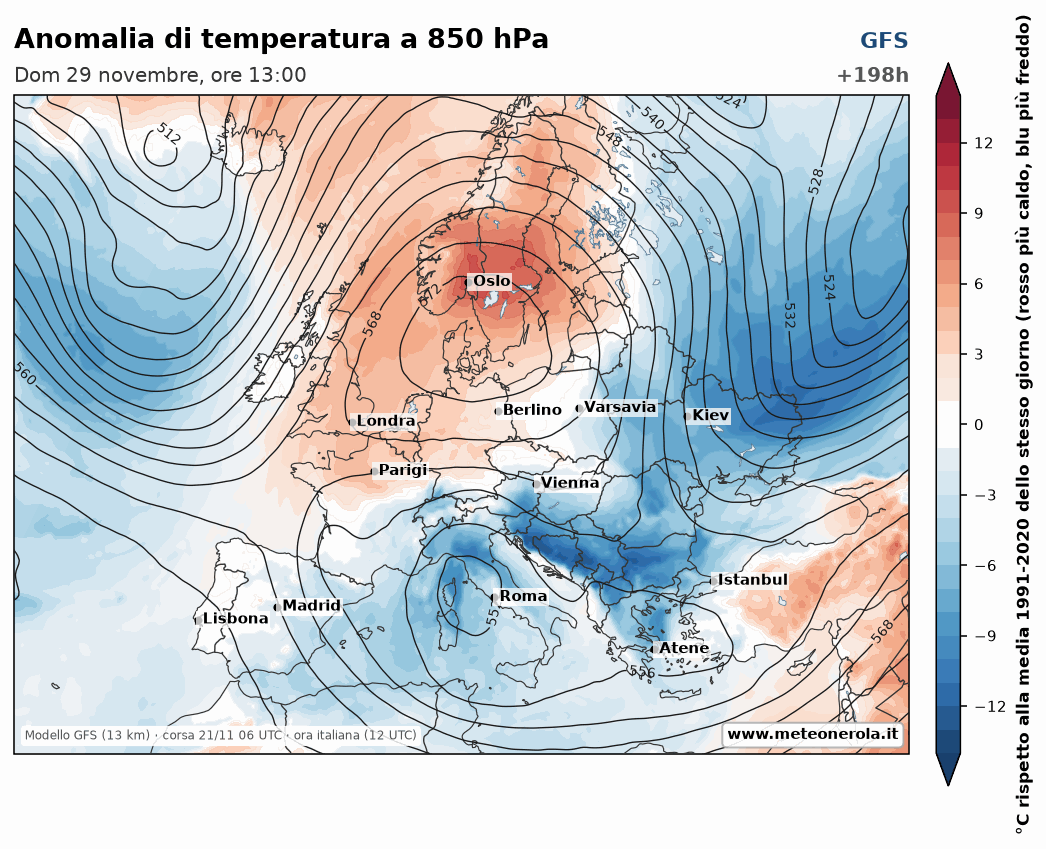 Anomalia di temperatura a 850 hPa
GFS
Dom 29 novembre, ore 13:00
+198h
512
524
540
548
528
568
524
532
560
Oslo
Londra
Berlino
Varsavia
Kiev
Parigi
Vienna
Madrid
Lisbona
Roma
Istanbul
Atene
556
568
12
9
6
3
0
−3
−6
−9
−12
°C rispetto alla media 1991-2020 dello stesso giorno (rosso più caldo, blu più freddo)
Modello GFS (13 km) · corsa 21/11 06 UTC · ora italiana (12 UTC)
www.meteonerola.it